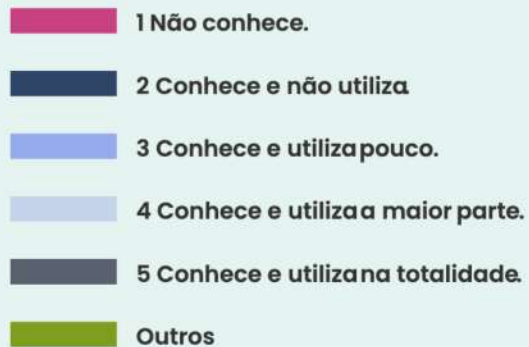 1 Não conhece.
2 Conhece e não utiliza
3 Conhece e utiliza pouco.
4 Conhece e utiliza a maior parte.
5 Conhece e utiliza na totalidade.
Outros